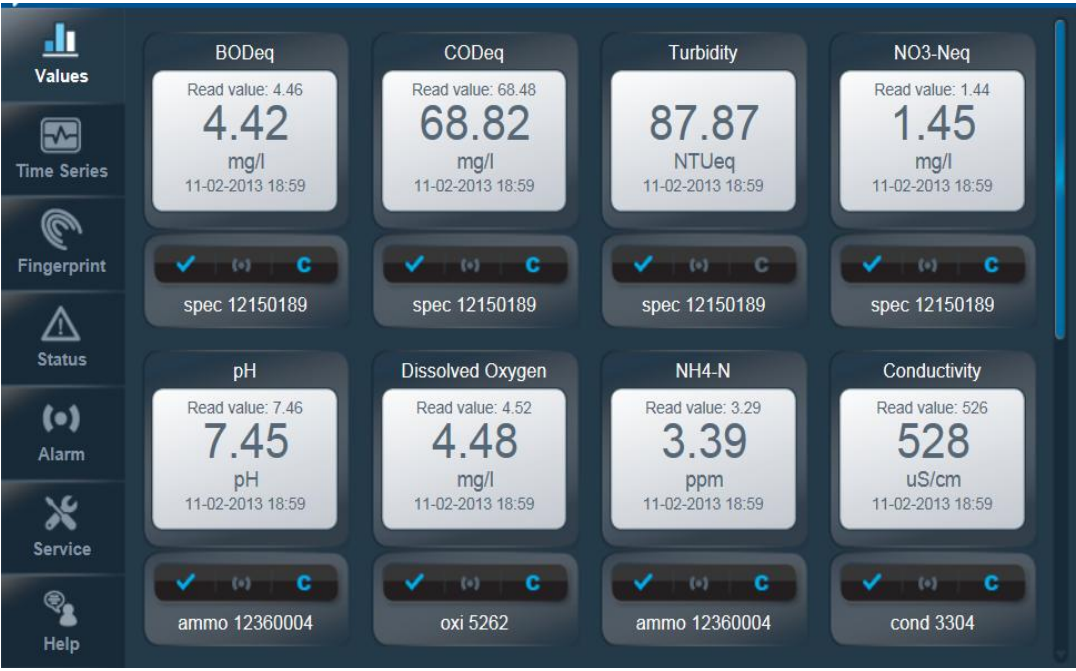 Values
Time Series
Fingerprint
Status
Alarm
Service
Help
BODeq
Read value: 4.46
4.42
mg/l
11-02-2013 18:59
C
spec 12150189
CODeq
Read value: 68.48
68.82
mg/l
11-02-2013 18:59
C
spec 12150189
Turbidity
87.87
NTUeq
11-02-2013 18:59
C
spec 12150189
NO3-Neq
Read value: 1.44
1.45
mg/l
11-02-2013 18:59
C
spec 12150189
pH
Read value: 7.46
7.45
pH
11-02-2013 18:59
C
ammo 12360004
Dissolved Oxygen
Read value: 4.52
4.48
mg/l
11-02-2013 18:59
C
oxi 5262
NH4-N
Read value: 3.29
3.39
ppm
11-02-2013 18:59
C
ammo 12360004
Conductivity
Read value: 526
528
uS/cm
11-02-2013 18:59
C
cond 3304